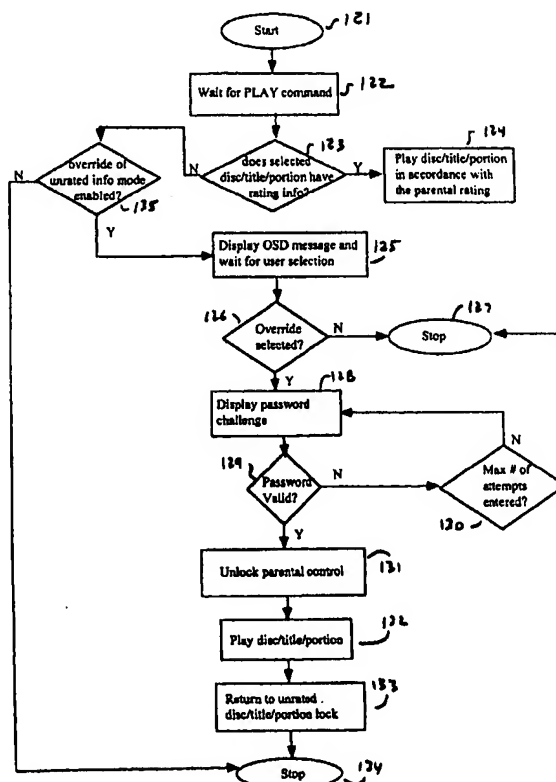 Start
121
Wait for PLAY command
122
123
does selected
disc/title/portion have
rating info?
N
Y
124
Play disc/title/portion
in accordance with
the parental rating
override of
unrated info mode
enabled?
135
N
Y
Display OSD message and
wait for user selection
125
126
Override
selected?
N
Y
127
Stop
128
Display password
challenge
129
Password
Valid?
N
Y
N
Max # of
attempts
entered?
130
Unlock parental control
131
Play disc/title/portion
132
Return to unrated .
disc/title/portion lock
133
Stop
134